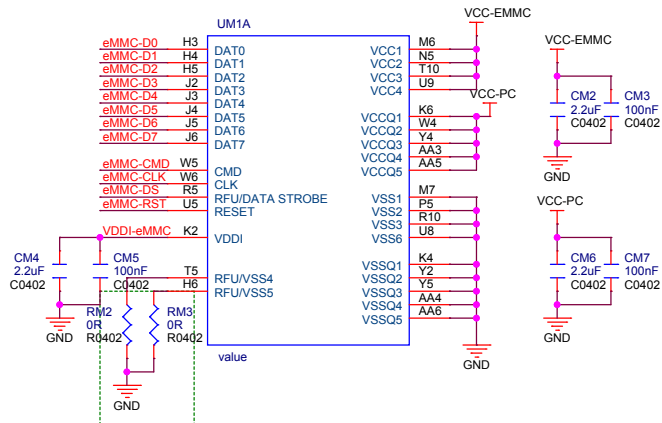 UM1A
VCC-EMMC
eMMC-D0 H3 DAT0 VCC1 M6
eMMC-D1 H4 DAT1 VCC2 N5
eMMC-D2 H5 DAT2 VCC3 T10
eMMC-D3 J2 DAT3 VCC4 U9
eMMC-D4 J3 DAT4 VCC-PC
eMMC-D5 J4 DAT5 VCCQ1 K6
eMMC-D6 J5 DAT6 VCCQ2 W4
eMMC-D7 J6 DAT7 VCCQ3 Y4
VCCQ4 AA3
VCCQ5 AA5
eMMC-CMD W5 CMD
eMMC-CLK W6 CLK
eMMC-DS R5 RFU/DATA STROBE VSS1 M7
eMMC-RST U5 RESET VSS2 P5
VSS3 R10
VDDI-eMMC K2 VDDI VSS6 U8
VSSQ1 K4
T5 RFU/VSS4 VSSQ2 Y2
H6 RFU/VSS5 VSSQ3 Y5
VSSQ4 AA4
VSSQ5 AA6
CM4
2.2uF
C0402
CM5
100nF
C0402
RM2
0R
R0402
RM3
0R
R0402
GND
GND
value
GND
VCC-EMMC
CM2
2.2uF
C0402
CM3
100nF
C0402
GND
VCC-PC
CM6
2.2uF
C0402
CM7
100nF
C0402
GND